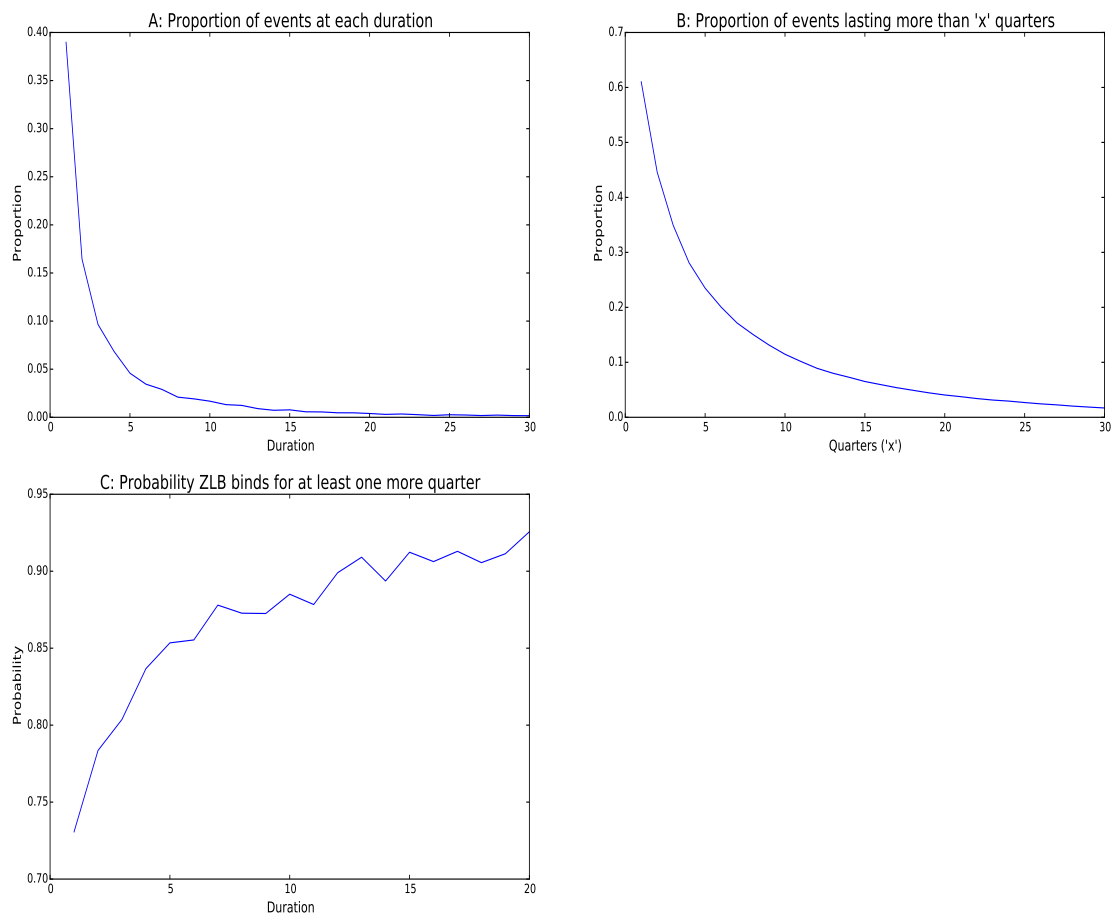 A: Proportion of events at each duration
0.40
0.35
0.30
0.25
0.20
0.15
0.10
0.05
0.00
Proportion
0 5 10 15 20 25 30
Duration
B: Proportion of events lasting more than 'x' quarters
0.7
0.6
0.5
0.4
0.3
0.2
0.1
0.0
Proportion
0 5 10 15 20 25 30
Quarters ('x')
C: Probability ZLB binds for at least one more quarter
0.95
0.90
0.85
0.80
0.75
0.70
Probability
0 5 10 15 20
Duration